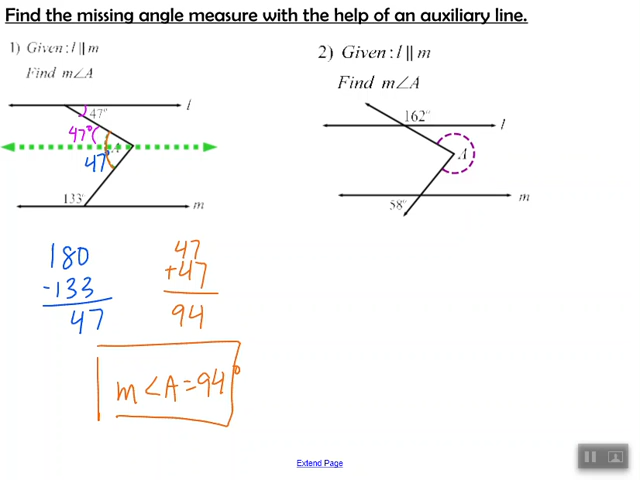 Find the missing angle measure with the help of an auxiliary line.
1) Given: l || m
Find m∠A
47°
l
47°
A
47°
133°
m
180
-133
47
47
+47
94
m∠A=94°
2) Given: l || m
Find m∠A
162°
l
A
m
58°
Extend Page